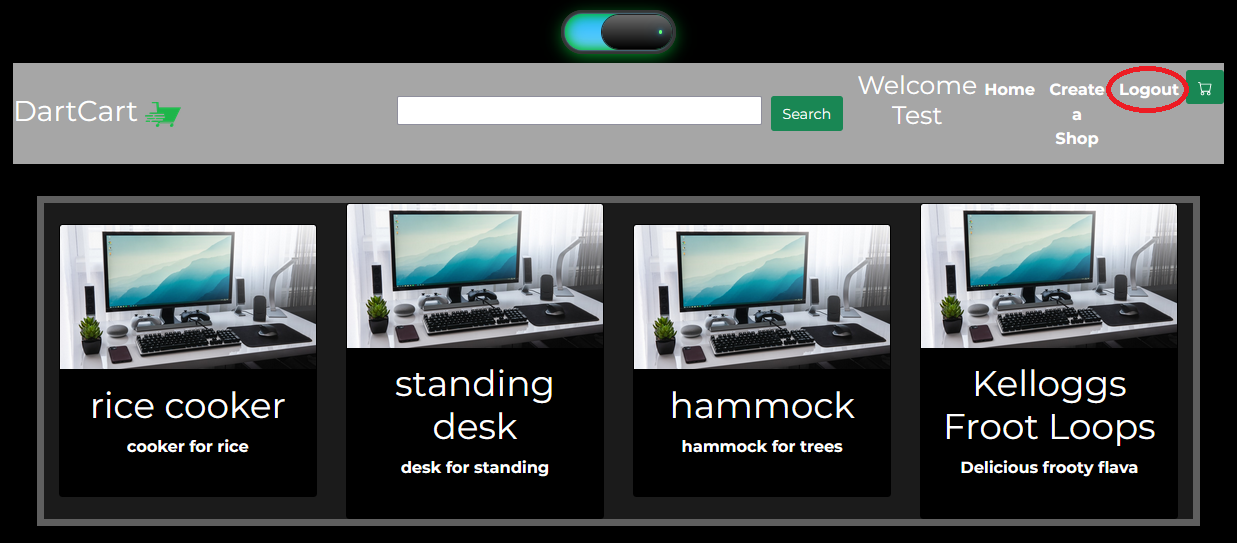 DartCart
Search
Welcome
Test
Home
Create
a
Shop
Logout
rice cooker
cooker for rice
standing
desk
desk for standing
hammock
hammock for trees
Kelloggs
Froot Loops
Delicious frooty flava